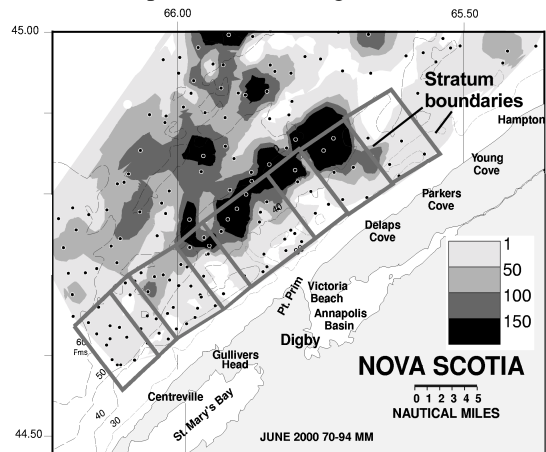 66.00
65.50
45.00
Stratum
boundaries
Hampton
Young
Cove
Parkers
Cove
40
Delaps
Cove
1
50
100
150
Pt. Prim
Victoria
Beach
Annapolis
Basin
Digby
60
Fms
50
Gullivers
Head
NOVA SCOTIA
0 1 2 3 4 5
NAUTICAL MILES
Centreville
40
30
St. Mary's Bay
44.50
JUNE 2000 70-94 MM